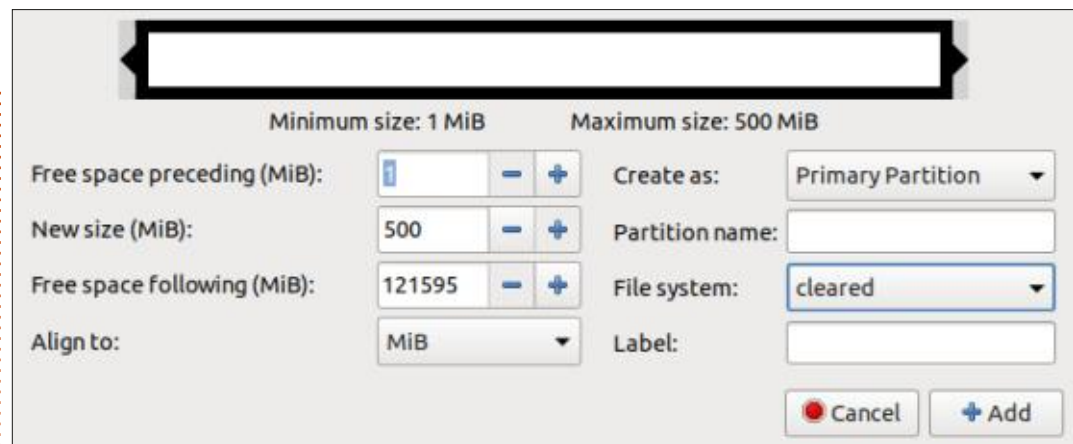 Minimum size: 1 MiB Maximum size: 500 MiB
Free space preceding (MiB): 1 Create as: Primary Partition
New size (MiB): 500 Partition name:
Free space following (MiB): 121595 File system: cleared
Align to: MiB Label:
Cancel Add